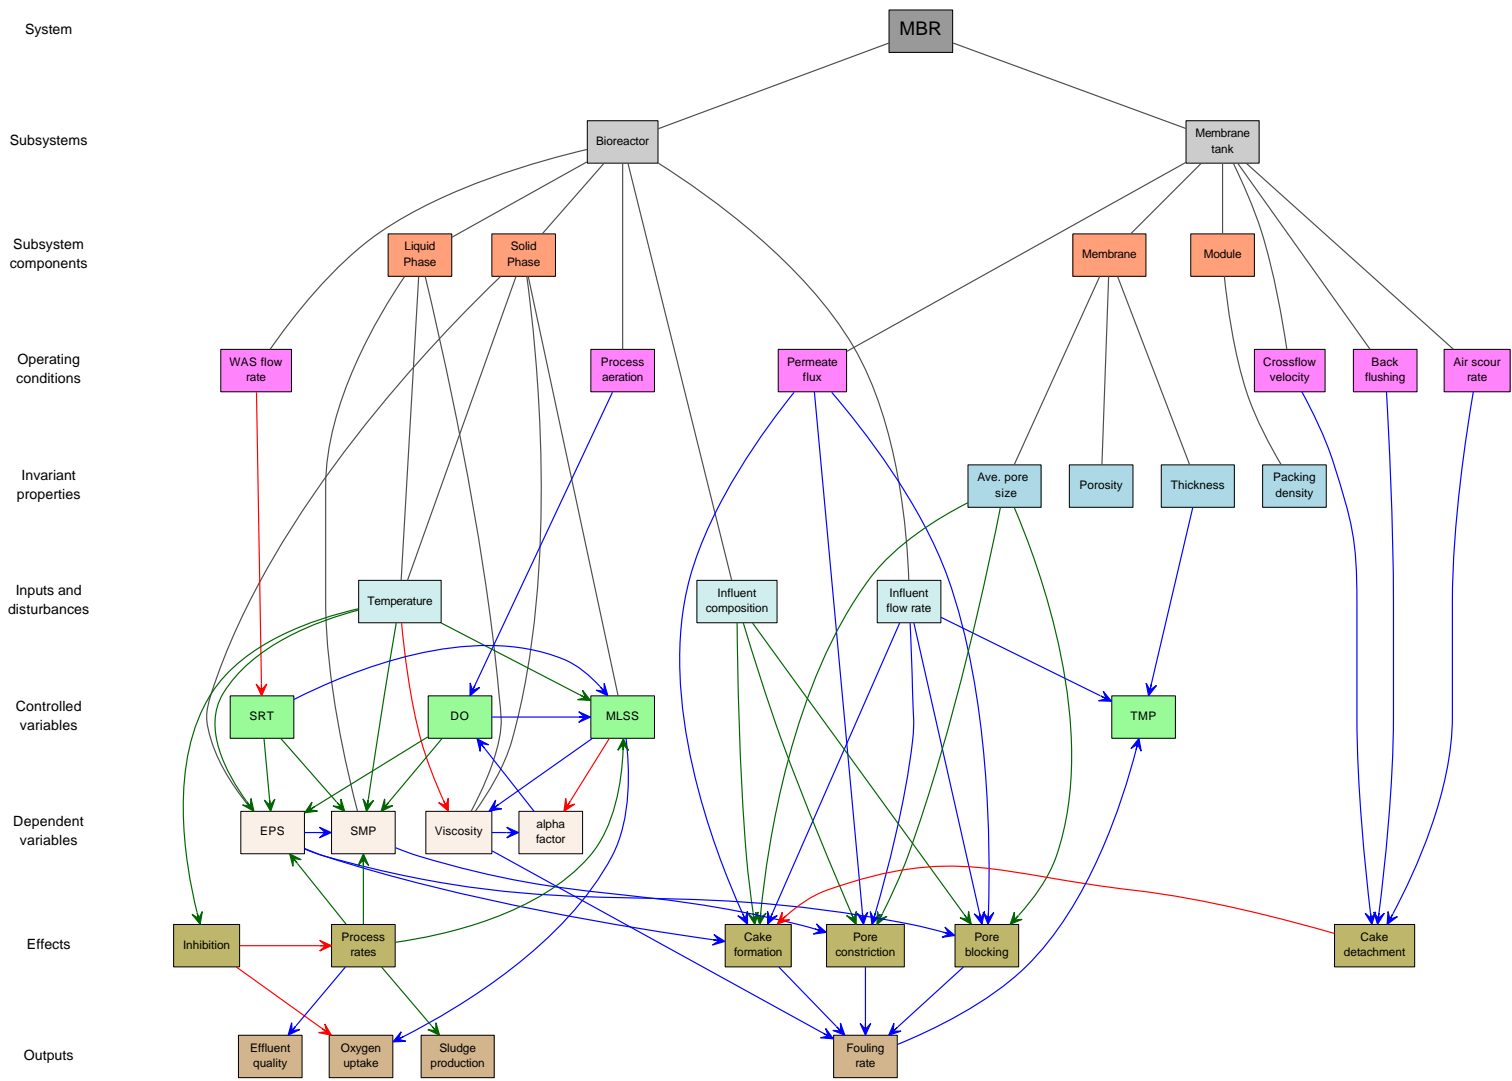 System
MBR
Subsystems
Bioreactor
Membrane
tank
Subsystem
components
Liquid
Phase
Solid
Phase
Membrane
Module
Operating
conditions
WAS flow
rate
Process
aeration
Permeate
flux
Crossflow
velocity
Back
flushing
Air scour
rate
Invariant
properties
Ave. pore
size
Porosity
Thickness
Packing
density
Inputs and
disturbances
Temperature
Influent
composition
Influent
flow rate
Controlled
variables
SRT
DO
MLSS
TMP
Dependent
variables
EPS
SMP
Viscosity
alpha
factor
Effects
Inhibition
Process
rates
Cake
formation
Pore
constriction
Pore
blocking
Cake
detachment
Outputs
Effluent
quality
Oxygen
uptake
Sludge
production
Fouling
rate